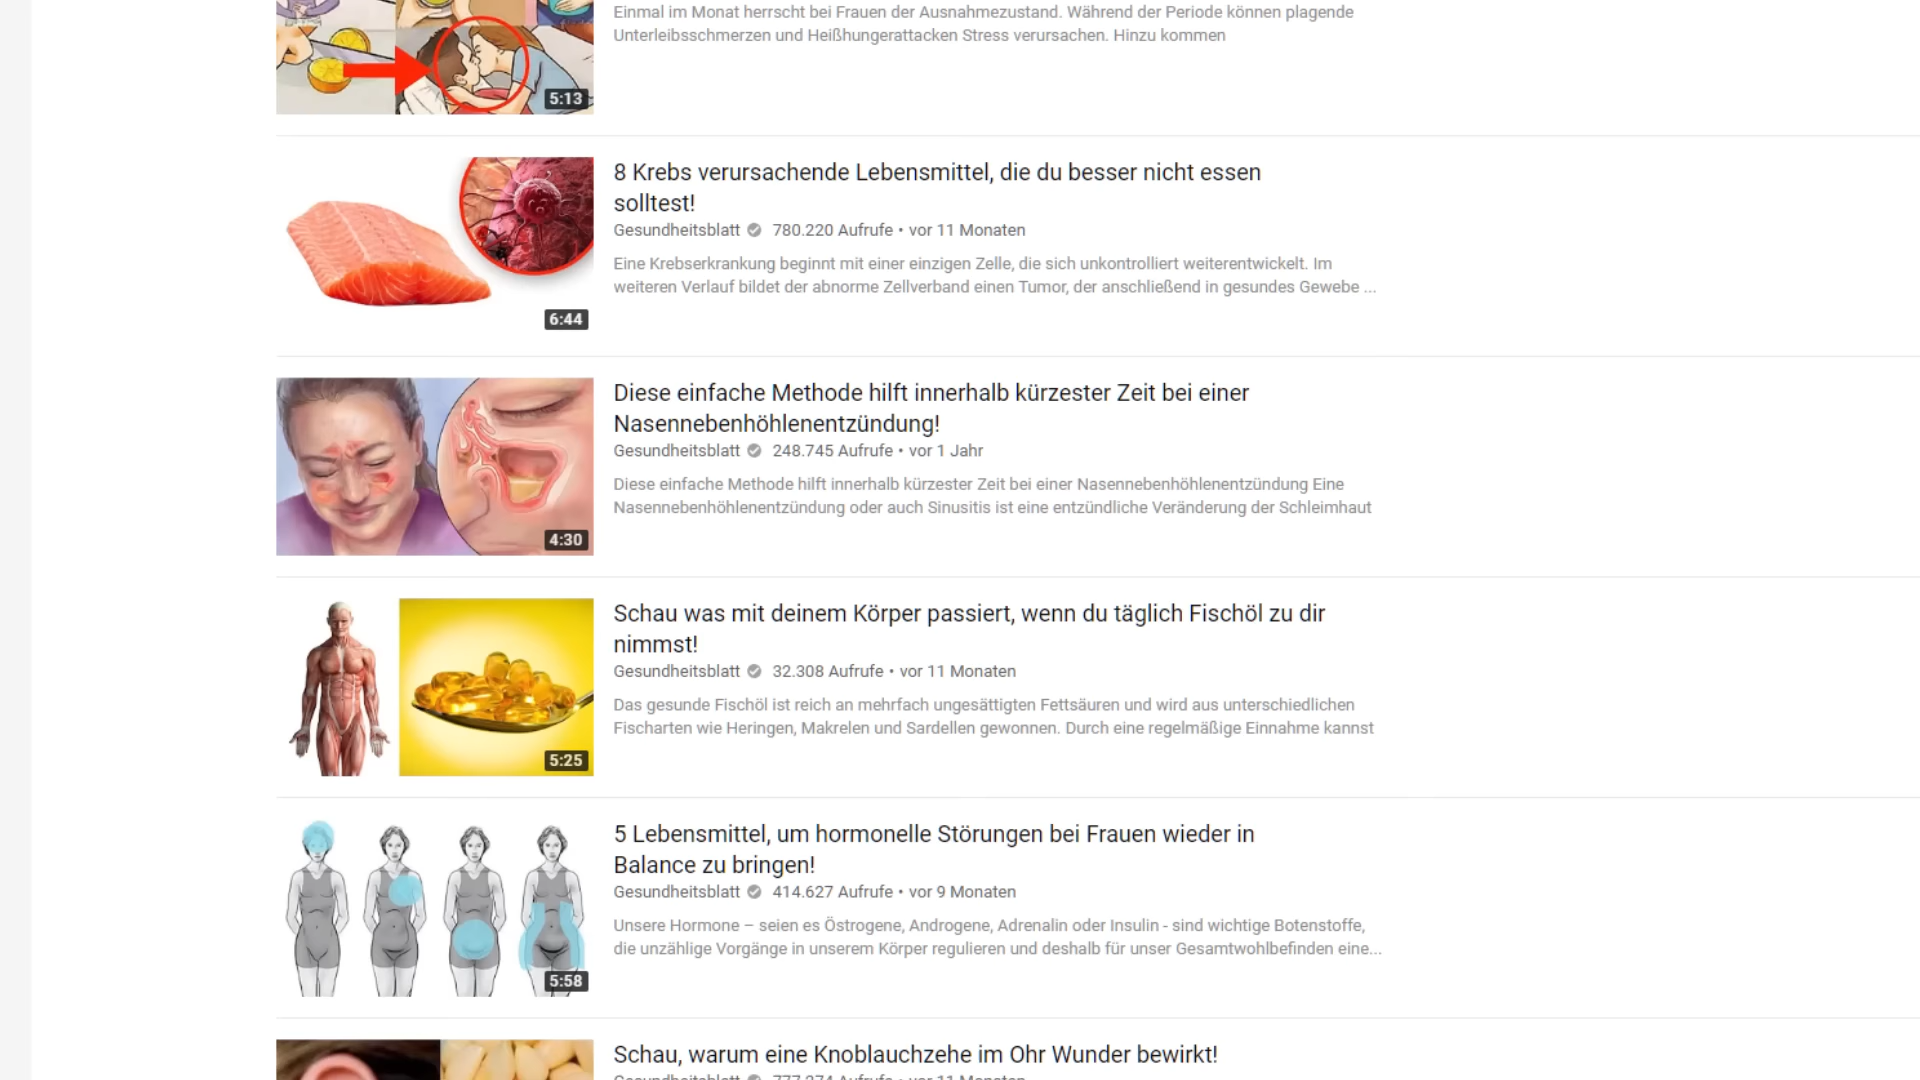 Einmal im Monat herrscht bei Frauen der Ausnahmezustand. Während der Periode können plagende
Unterleibsschmerzen und Heißhungerattacken Stress verursachen. Hinzu kommen
5:13
8 Krebs verursachende Lebensmittel, die du besser nicht essen
solltest!
Gesundheitsblatt 780.220 Aufrufe • vor 11 Monaten
Eine Krebserkrankung beginnt mit einer einzigen Zelle, die sich unkontrolliert weiterentwickelt. Im
weiteren Verlauf bildet der abnorme Zellverband einen Tumor, der anschließend in gesundes Gewebe ...
6:44
Diese einfache Methode hilft innerhalb kürzester Zeit bei einer
Nasennebenhöhlenentzündung!
Gesundheitsblatt 248.745 Aufrufe • vor 1 Jahr
Diese einfache Methode hilft innerhalb kürzester Zeit bei einer Nasennebenhöhlenentzündung Eine
Nasennebenhöhlenentzündung oder auch Sinusitis ist eine entzündliche Veränderung der Schleimhaut
4:30
Schau was mit deinem Körper passiert, wenn du täglich Fischöl zu dir
nimmst!
Gesundheitsblatt 32.308 Aufrufe • vor 11 Monaten
Das gesunde Fischöl ist reich an mehrfach ungesättigten Fettsäuren und wird aus unterschiedlichen
Fischarten wie Heringen, Makrelen und Sardellen gewonnen. Durch eine regelmäßige Einnahme kannst
5:25
5 Lebensmittel, um hormonelle Störungen bei Frauen wieder in
Balance zu bringen!
Gesundheitsblatt 414.627 Aufrufe • vor 9 Monaten
Unsere Hormone – seien es Östrogene, Androgene, Adrenalin oder Insulin - sind wichtige Botenstoffe,
die unzählige Vorgänge in unserem Körper regulieren und deshalb für unser Gesamtwohlbefinden eine...
5:58
Schau, warum eine Knoblauchzehe im Ohr Wunder bewirkt!
Gesundheitsblatt 777.274 Aufrufe • vor 11 Monaten